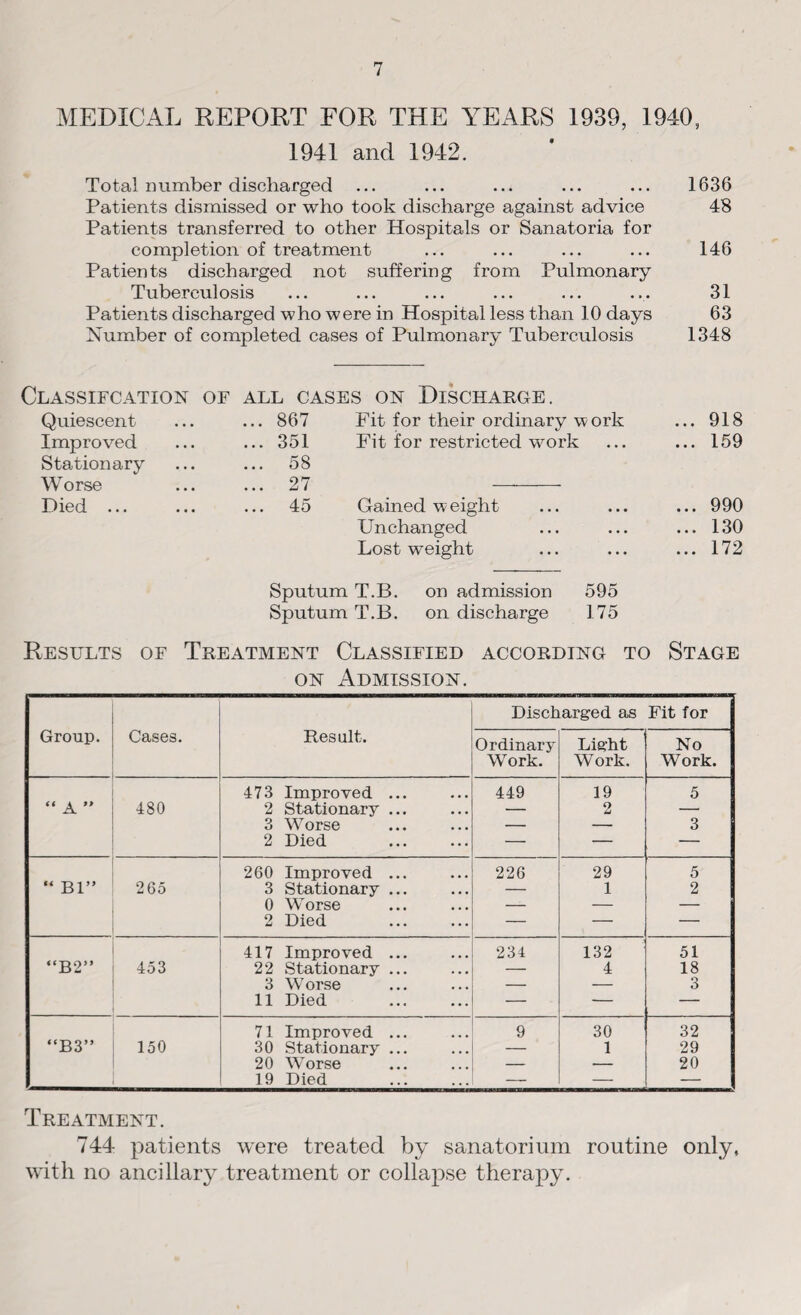 7
MEDICAL REPORT FOR THE YEARS 1939, 1940,
1941 and 1942.
Total number discharged ... ... ... ... ... 1636
Patients dismissed or who took discharge against advice 48
Patients transferred to other Hospitals or Sanatoria for
completion of treatment ... ... ... ... 146
Patients discharged not suffering from Pulmonary
Tuberculosis ... ... ... ... ... ... 31
Patients discharged who were in Hospital less than 10 days 63
Number of completed cases of Pulmonary Tuberculosis 1348
Classifcation of all cases on Discharge.
Quiescent ... ... 867 Fit for their ordinary work ... 918
Improved ... ... 351 Fit for restricted work ... ... 159
Stationary ... ... 58
Worse ... ... 27
Died ... ... ... 45 Gained weight ... ... ... 990
Unchanged ... ... ... 130
Lost weight ... ... ... 172
Sputum T.B. on admission 595
Sputum T.B. on discharge 175
Results of Treatment Classified according to Stage
on Admission.
Group. Cases. Result. Discharged as Fit for
Ordinary Work. Light Work. No Work.
473 Improved ... ... 449 19 5
“ A ” 480 2 Stationary ... ... — 2 —
3 Worse ... ... — — 3
2 Died ... ... — — —
260 Improved ... ... 226 29 5
“ B1” 265 3 Stationary ... ... — 1 2
0 Worse ... ... — — —
2 Died ... ... — — —
417 Improved ... ... 234 132 51
“B2” 453 22 Stationary ... ... — 4 18
3 Worse ... ... — — 3
11 Died ... ... — — —
71 Improved ... ... 9 30 32
“B3” 150 30 Stationary ... ... — 1 29
20 Worse ... ... — — 20
19 Died ... ... — — —
Treatment.
744 patients were treated by sanatorium routine only,
with no ancillary treatment or collapse therapy.